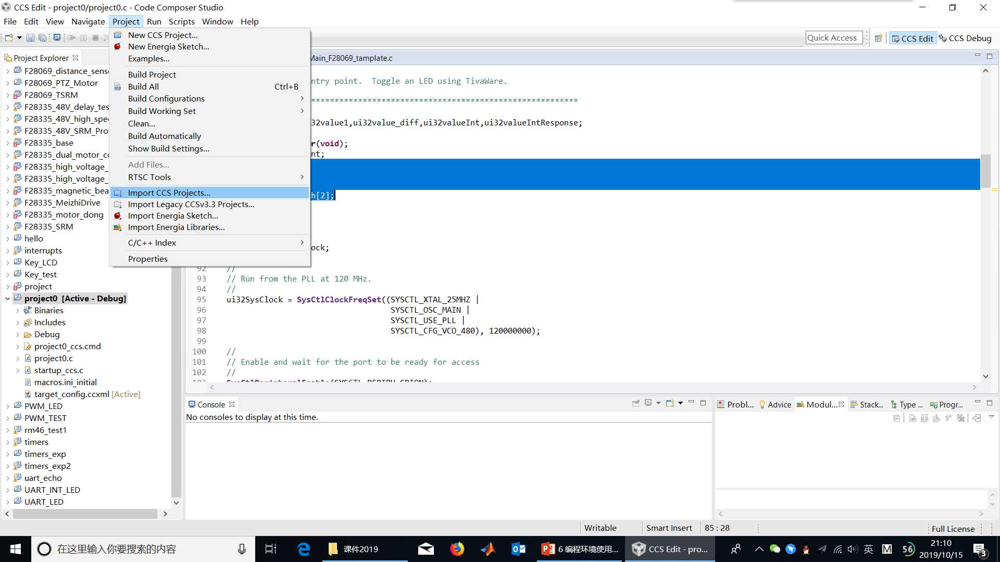 CCS Edit - project0/project0.c - Code Composer Studio
File Edit View Navigate Project Run Scripts Window Help
Quick Access
CCS Edit
CCS Debug
New CCS Project...
New Energia Sketch...
Examples...
Build Project
Build All Ctrl+B
Build Configurations
Build Working Set
Clean...
Build Automatically
Show Build Settings...
Add Files...
RTSC Tools
Import CCS Projects...
Import Legacy CCSv3.3 Projects...
Import Energia Sketch...
Import Energia Libraries...
C/C++ Index
Properties
Project Explorer
F28069_distance_sens
F28069_PTZ_Motor
F28069_TSRM
F28335_48V_delay_tes
F28335_48V_high_spe
F28335_48V_SRM_Pro
F28335_base
F28335_dual_motor_c
F28335_high_voltage_
F28335_high_voltage_
F28335_magnetic_bea
F28335_MeizhiDrive
F28335_motor_dong
F28335_SRM
hello
interrupts
Key_LCD
Key_test
project
project0 [Active - Debug]
Binaries
Includes
Debug
project0_ccs.cmd
project0.c
startup_ccs.c
macros.ini_initial
target_config.ccxml [Active]
PWM_LED
PWM_TEST
rm46_test1
timers
timers_exp
timers_exp2
uart_echo
UART_INT_LED
UART_LED
Main_F28069_tamplate.c
ntry point.  Toggle an LED using TivaWare.
*********************************************************
32value1,ui32value_diff,ui32valueInt,ui32valueIntResponse;
r(void);
nt;
h[2];
ock;
92 //
93 // Run from the PLL at 120 MHz.
94 //
95 ui32SysClock = SysCtlClockFreqSet((SYSCTL_XTAL_25MHZ |
96 SYSCTL_OSC_MAIN |
97 SYSCTL_USE_PLL |
98 SYSCTL_CFG_VCO_480), 120000000);
99
100 //
101 // Enable and wait for the port to be ready for access
102 //
103 SysCtlPeripheralEnable(SYSCTL_PERIPH_GPION);
Console
No consoles to display at this time.
Probl... Advice Modul... Stack... Type ... Progr...
Writable Smart Insert 85 : 28 Full License
在这里输入你要搜索的内容
课件2019
6 编程环境使用...
CCS Edit - pro...
英
M
56
21:10
2019/10/15
3